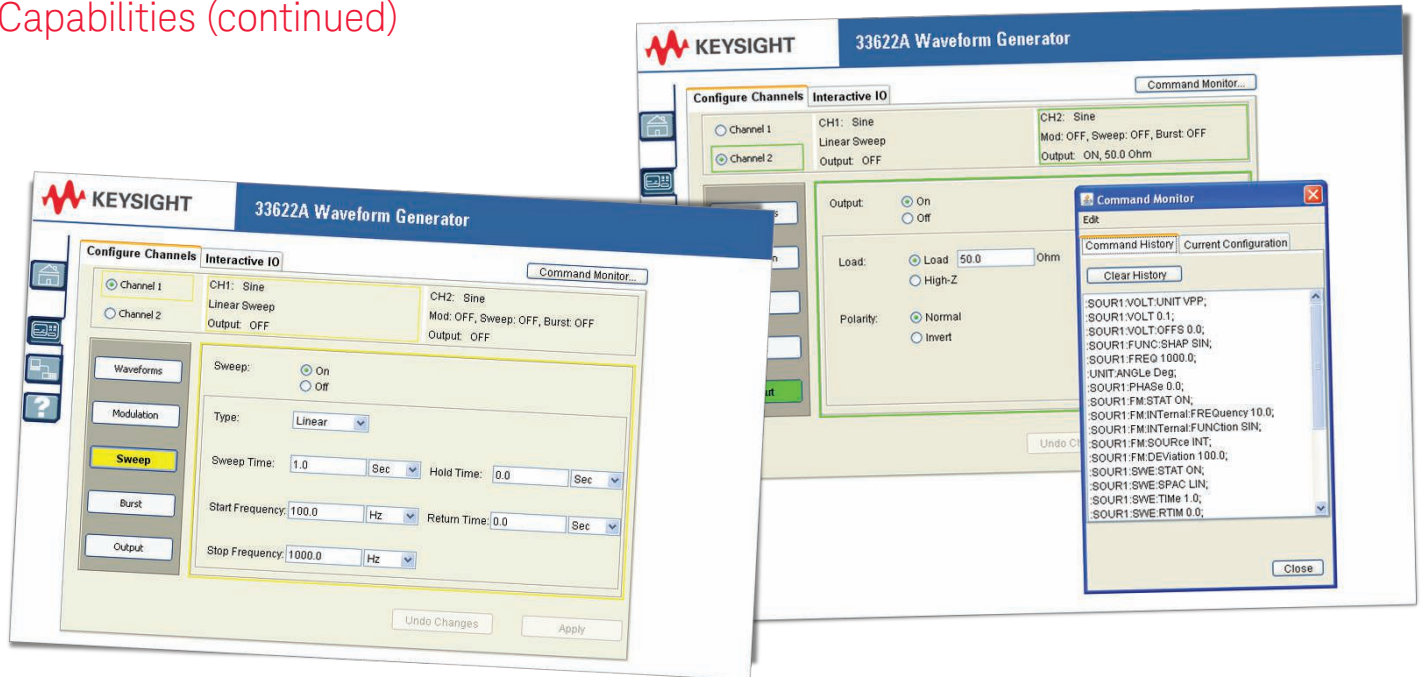 Capabilities (continued)
KEYSIGHT
33622A Waveform Generator
Configure Channels
Interactive IO
Command Monitor...
Channel 1
Channel 2
CH1: Sine
Linear Sweep
Output: OFF
CH2: Sine
Mod: OFF, Sweep: OFF, Burst: OFF
Output: OFF
Waveforms
Modulation
Sweep
Burst
Output
Sweep:
On
Off
Type:
Linear
Sweep Time: 1.0 Sec
Hold Time: 0.0 Sec
Start Frequency: 100.0 Hz
Return Time: 0.0 Sec
Stop Frequency: 1000.0 Hz
Undo Changes
Apply
KEYSIGHT
33622A Waveform Generator
Command Monitor...
Configure Channels
Interactive IO
Channel 1
Channel 2
CH1: Sine
Linear Sweep
Output: OFF
CH2: Sine
Mod: OFF, Sweep: OFF, Burst: OFF
Output: ON, 50.0 Ohm
Output:
On
Off
Load:
Load 50.0 Ohm
High-Z
Polarity:
Normal
Invert
Undo
Command Monitor
Edit
Command History
Current Configuration
Clear History
:SOUR1:VOLT:UNIT VPP;
:SOUR1:VOLT 0.1;
:SOUR1:VOLT:OFFS 0.0;
:SOUR1:FUNC:SHAP SIN;
:SOUR1:FREQ 1000.0;
:UNIT:ANGLe Deg;
:SOUR1:PHASe 0.0;
:SOUR1:FM:STAT ON;
:SOUR1:FM:INTernal:FREQuency 10.0;
:SOUR1:FM:INTernal:FUNCtion SIN;
:SOUR1:FM:SOURce INT;
:SOUR1:FM:DEViation 100.0;
:SOUR1:SWE:STAT ON;
:SOUR1:SWE:SPAC LIN;
:SOUR1:SWE:TIMe 1.0;
:SOUR1:SWE:RTIM 0.0;
Close